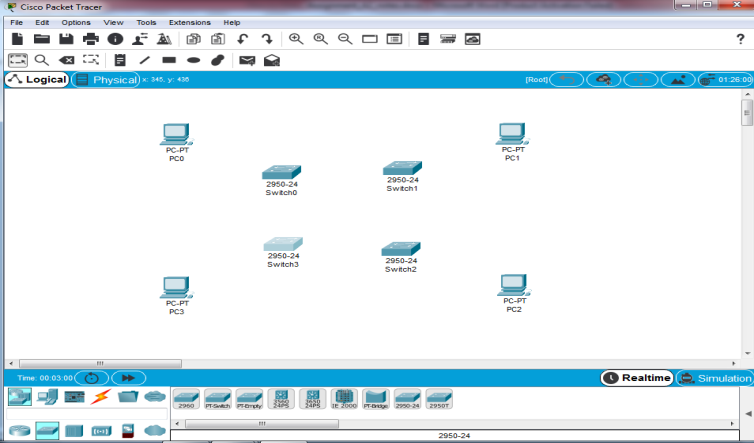 Cisco Packet Tracer
File Edit Options View Tools Extensions Help
?
Logical Physical x: 345, y: 436 [Root] 01:26:00
PC-PT
PC0
PC-PT
PC1
2950-24
Switch0
2950-24
Switch1
2950-24
Switch3
2950-24
Switch2
PC-PT
PC3
PC-PT
PC2
Time: 00:03:00 Realtime Simulation
2960 PT-Switch PT-Empty 3560 24PS 3650 24PS IE 2000 PT-Bridge 2950-24 2950T
2950-24